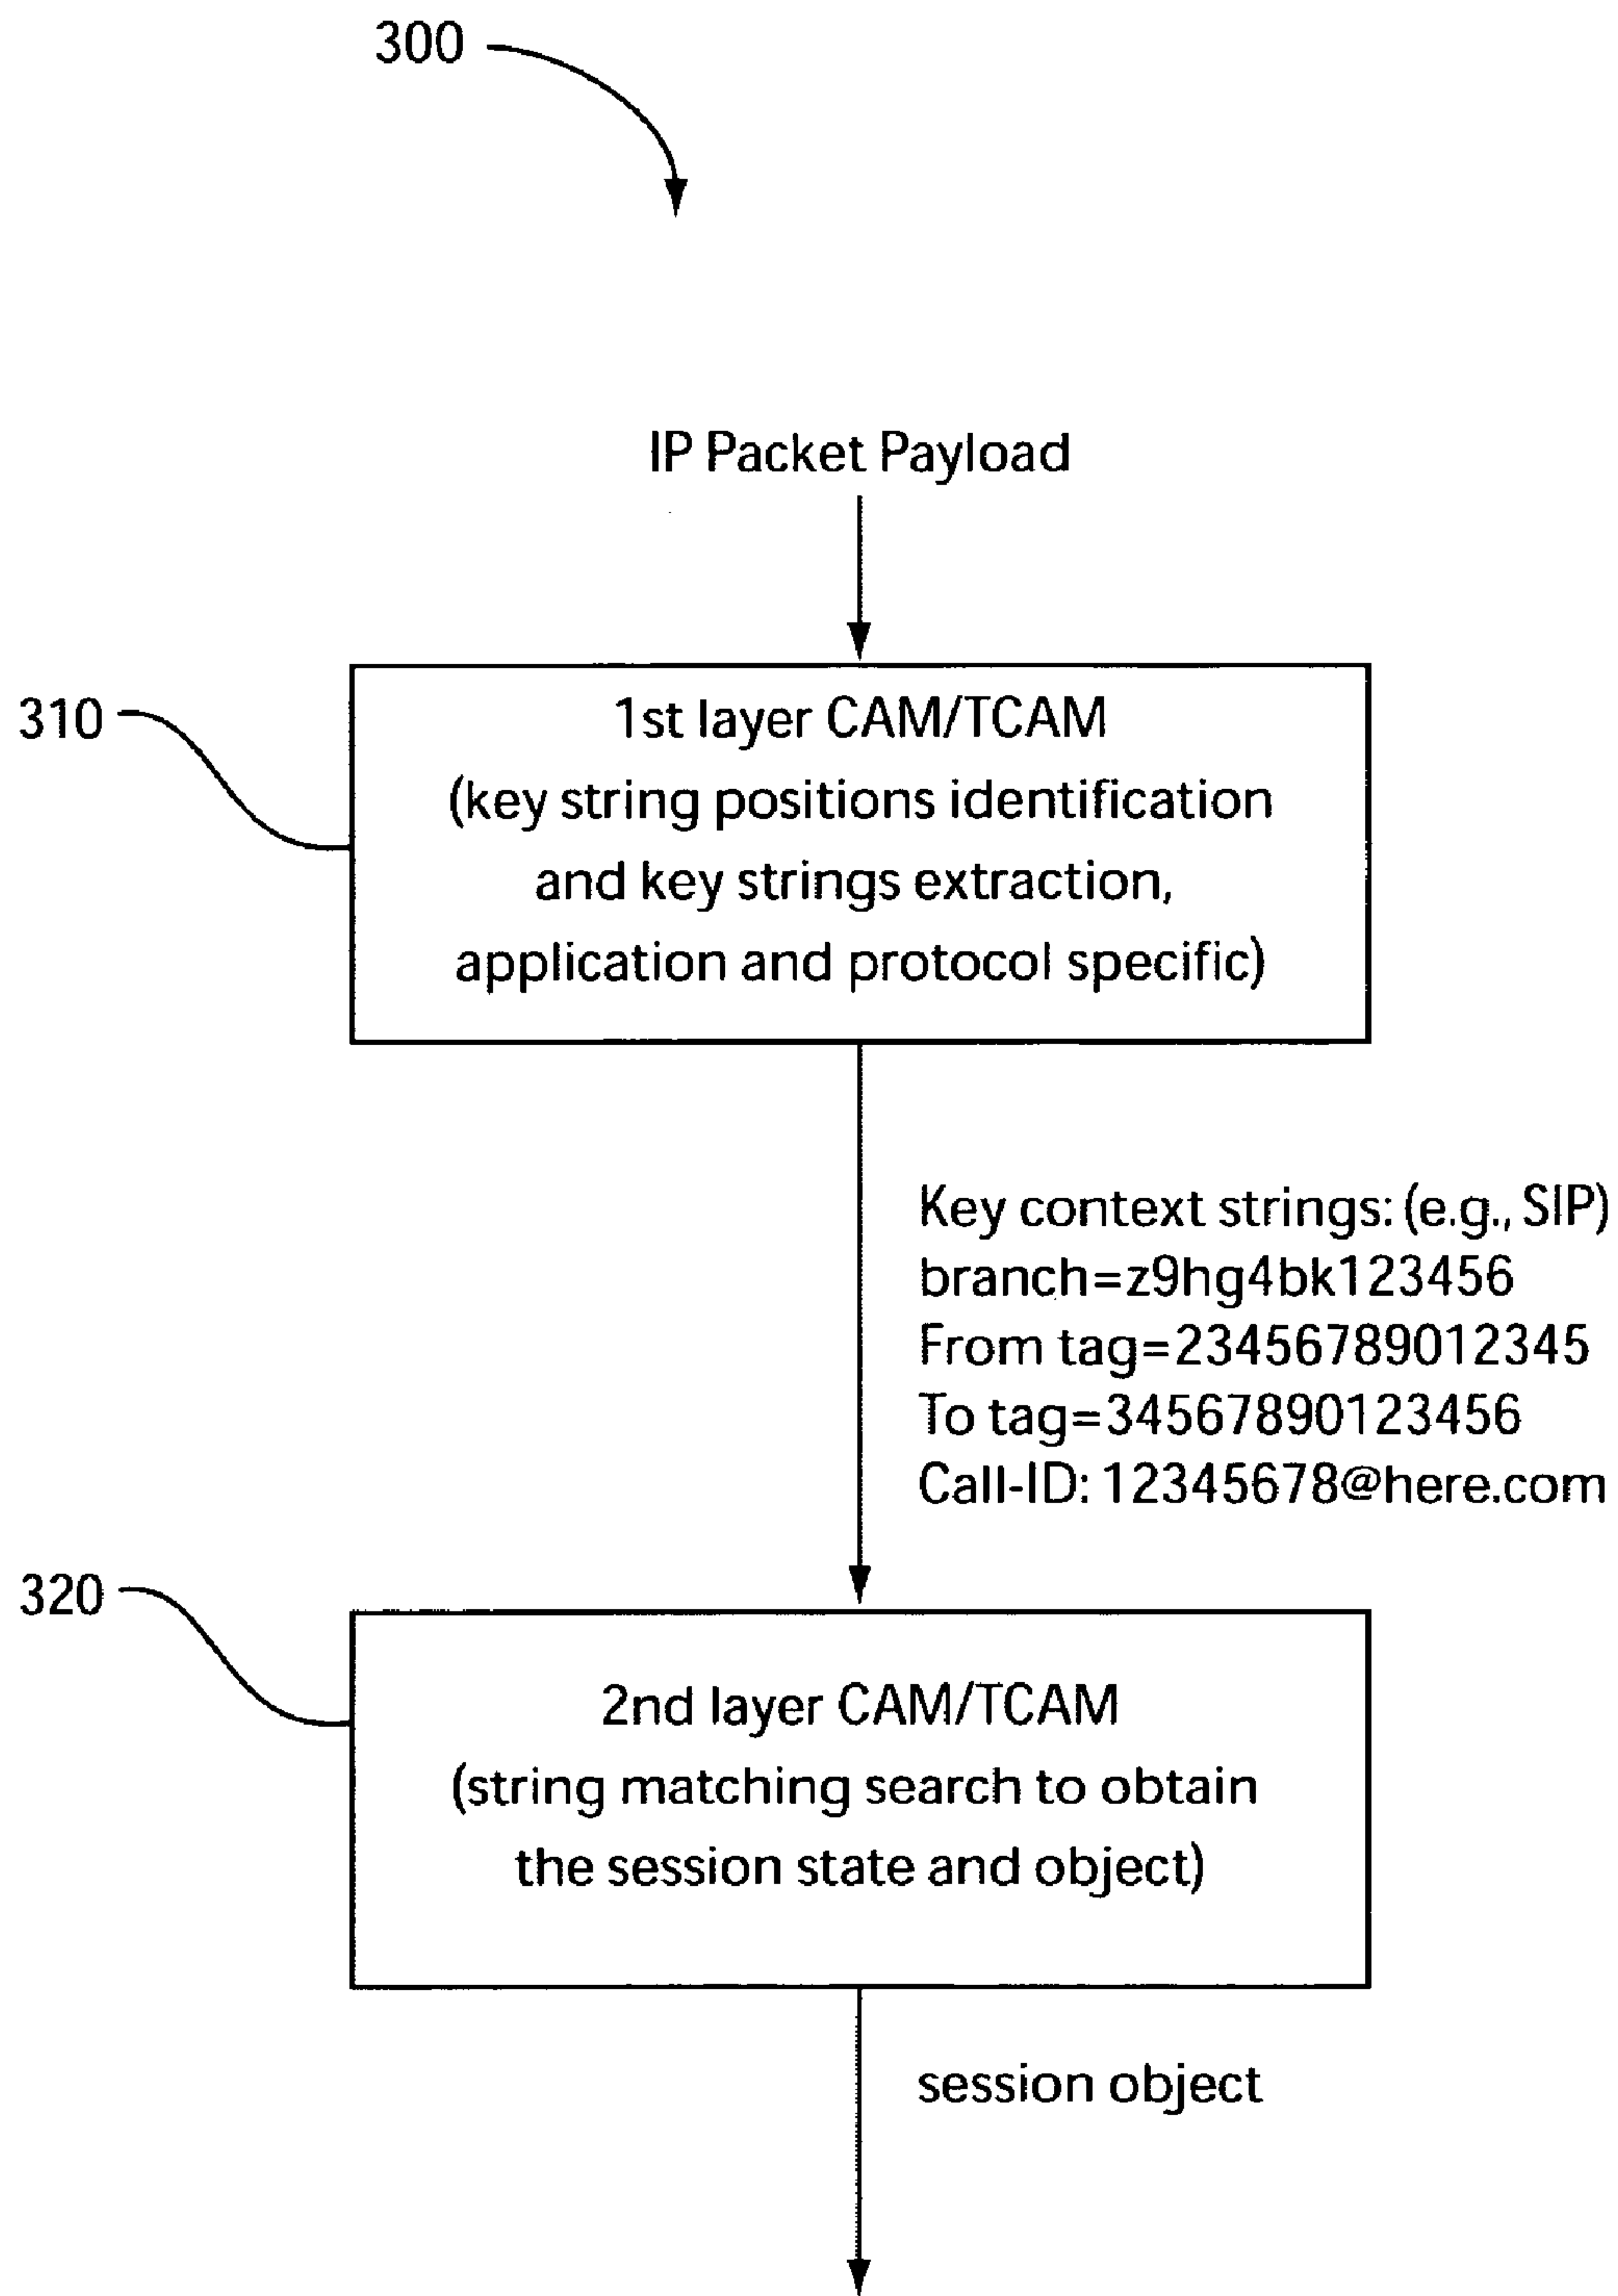 300
IP Packet Payload
310
1st layer CAM/TCAM
(key string positions identification
and key strings extraction,
application and protocol specific)
Key context strings: (e.g., SIP)
branch=z9hg4bk123456
From tag=23456789012345
To tag=34567890123456
Call-ID: 12345678@here.com
320
2nd layer CAM/TCAM
(string matching search to obtain
the session state and object)
session object